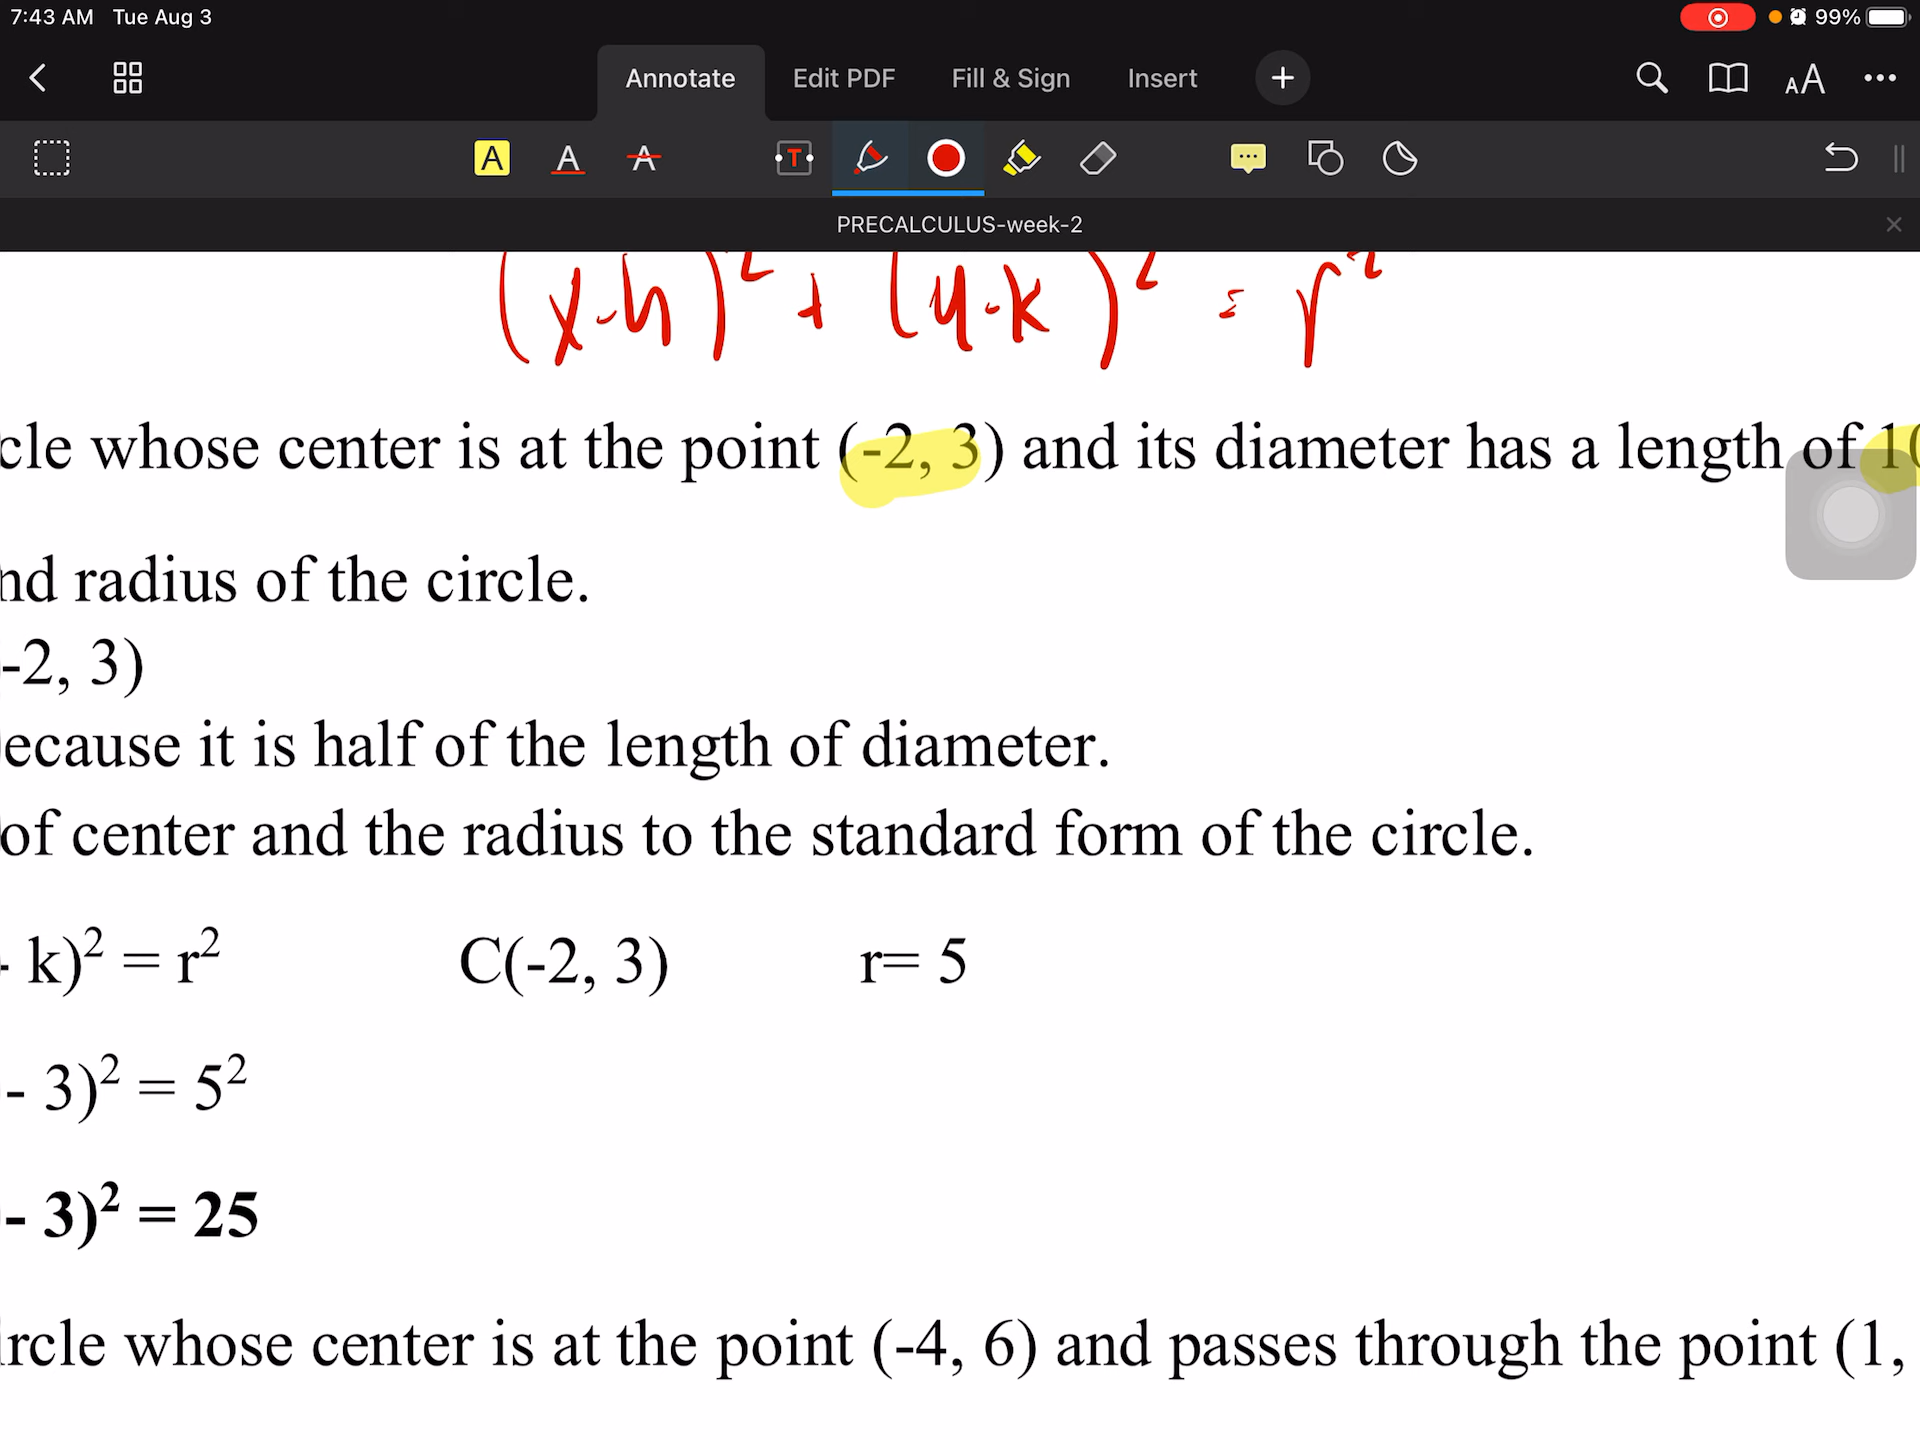 7:43 AM Tue Aug 3 99%
Annotate Edit PDF Fill & Sign Insert + AA
A A A T
PRECALCULUS-week-2
(x-h)² + (y-k)² = r²
cle whose center is at the point (-2, 3) and its diameter has a length of 10
nd radius of the circle.
-2, 3)
ecause it is half of the length of diameter.
of center and the radius to the standard form of the circle.
- k)² = r² C(-2, 3) r= 5
- 3)² = 5²
- 3)² = 25
ircle whose center is at the point (-4, 6) and passes through the point (1,